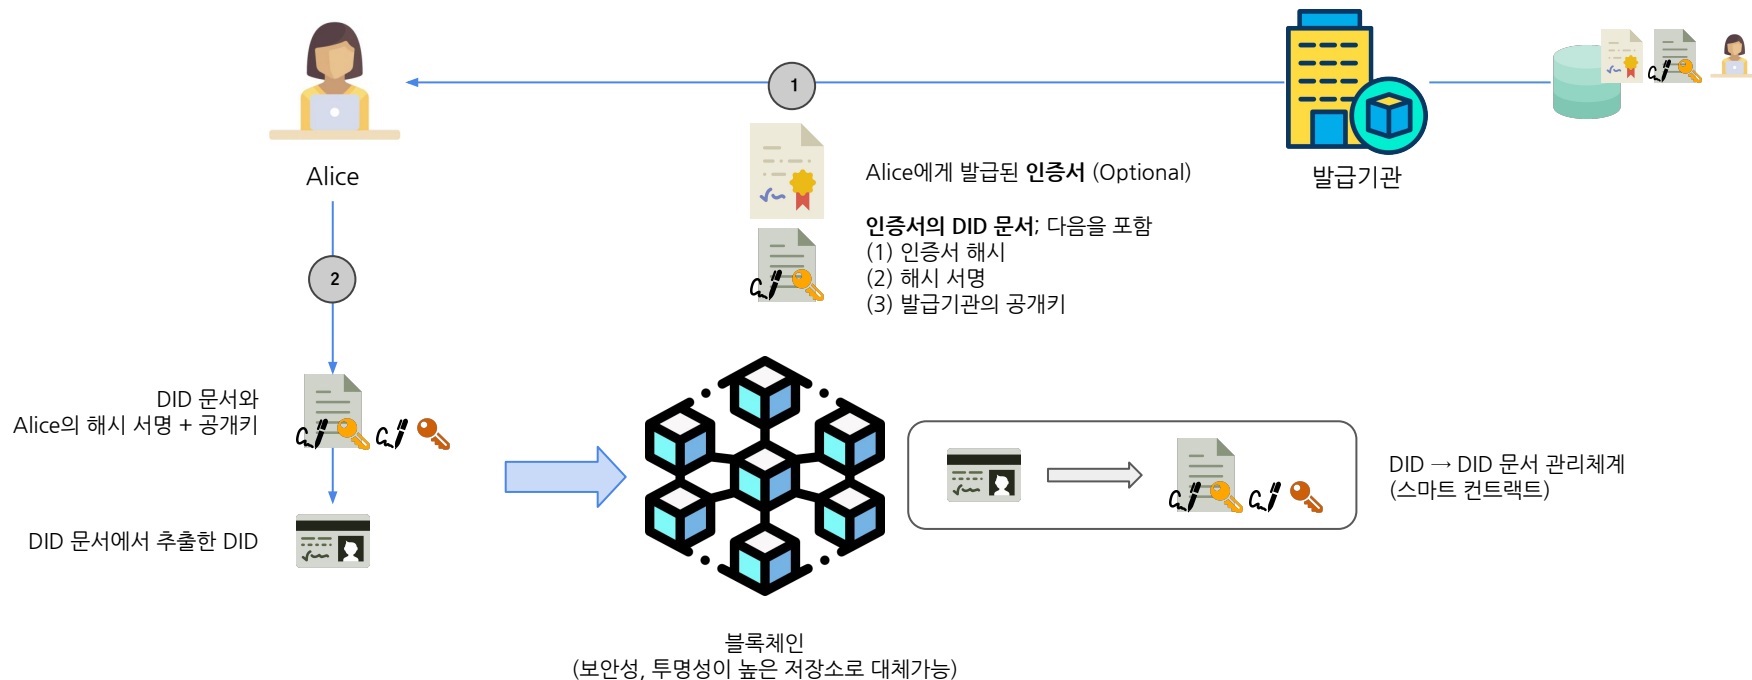 1
Alice
발급기관
Alice에게 발급된 인증서 (Optional)
인증서의 DID 문서; 다음을 포함
(1) 인증서 해시
(2) 해시 서명
(3) 발급기관의 공개키
2
DID 문서와
Alice의 해시 서명 + 공개키
DID 문서에서 추출한 DID
DID → DID 문서 관리체계
(스마트 컨트랙트)
블록체인
(보안성, 투명성이 높은 저장소로 대체가능)